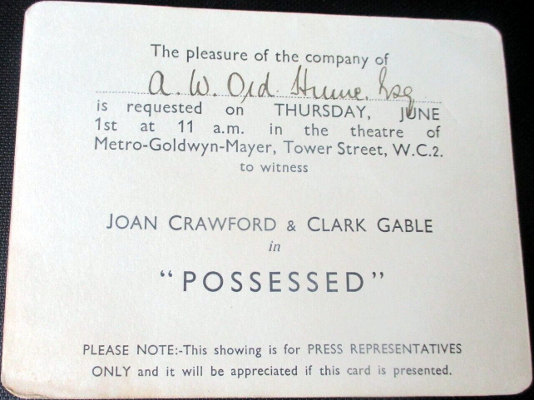 The pleasure of the company of
A. W. Ord Hume. Esq
is requested on THURSDAY, JUNE
1st at 11 a.m. in the theatre of
Metro-Goldwyn-Mayer, Tower Street, W.C.2.
to witness
JOAN CRAWFORD & CLARK GABLE
in
"POSSESSED"
PLEASE NOTE:-This showing is for PRESS REPRESENTATIVES
ONLY and it will be appreciated if this card is presented.